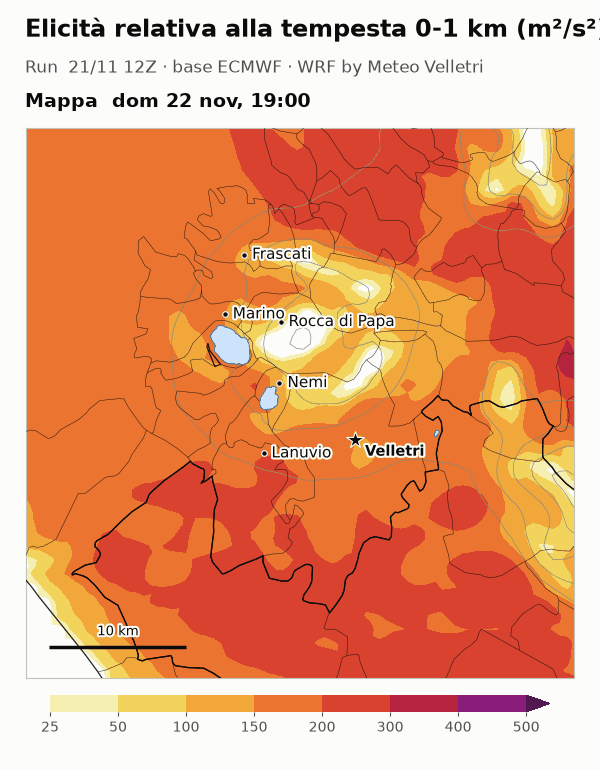 Elicità relativa alla tempesta 0-1 km (m²/s²)
Run 21/11 12Z · base ECMWF · WRF by Meteo Velletri
Mappa dom 22 nov, 19:00
Frascati
Marino
Rocca di Papa
Nemi
Velletri
Lanuvio
10 km
25 50 100 150 200 300 400 500